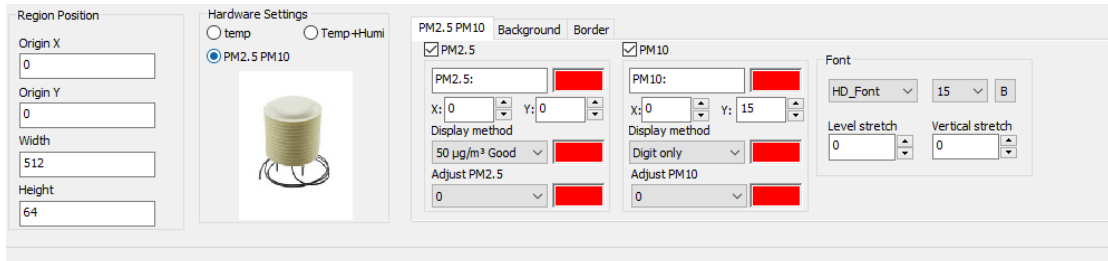 Region Position
Origin X
0
Origin Y
0
Width
512
Height
64
Hardware Settings
temp
Temp+Humi
PM2.5 PM10
PM2.5 PM10
Background
Border
PM2.5
PM2.5:
X: 0
Y: 0
Display method
50 μg/m³ Good
Adjust PM2.5
0
PM10
PM10:
X: 0
Y: 15
Display method
Digit only
Adjust PM10
0
Font
HD_Font
15
B
Level stretch
0
Vertical stretch
0